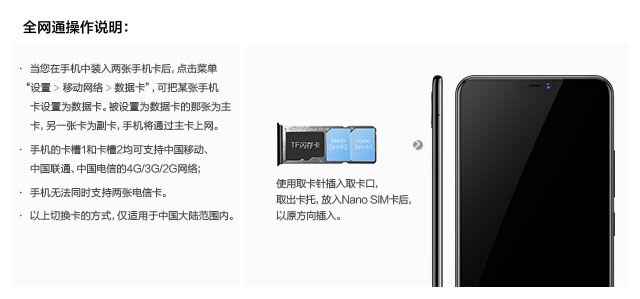 全网通操作说明：
· 当您在手机中装入两张手机卡后，点击菜单
“设置 > 移动网络 > 数据卡”，可把某张手机
卡设置为数据卡。被设置为数据卡的那张为主
卡，另一张卡为副卡，手机将通过主卡上网。
· 手机的卡槽1和卡槽2均可支持中国移动、
中国联通、中国电信的4G/3G/2G网络；
· 手机无法同时支持两张电信卡。
· 以上切换卡的方式，仅适用于中国大陆范围内。
TF闪存卡
Nano
Sim卡2
Nano
Sim卡1
使用取卡针插入取卡口，
取出卡托，放入Nano SIM卡后，
以原方向插入。